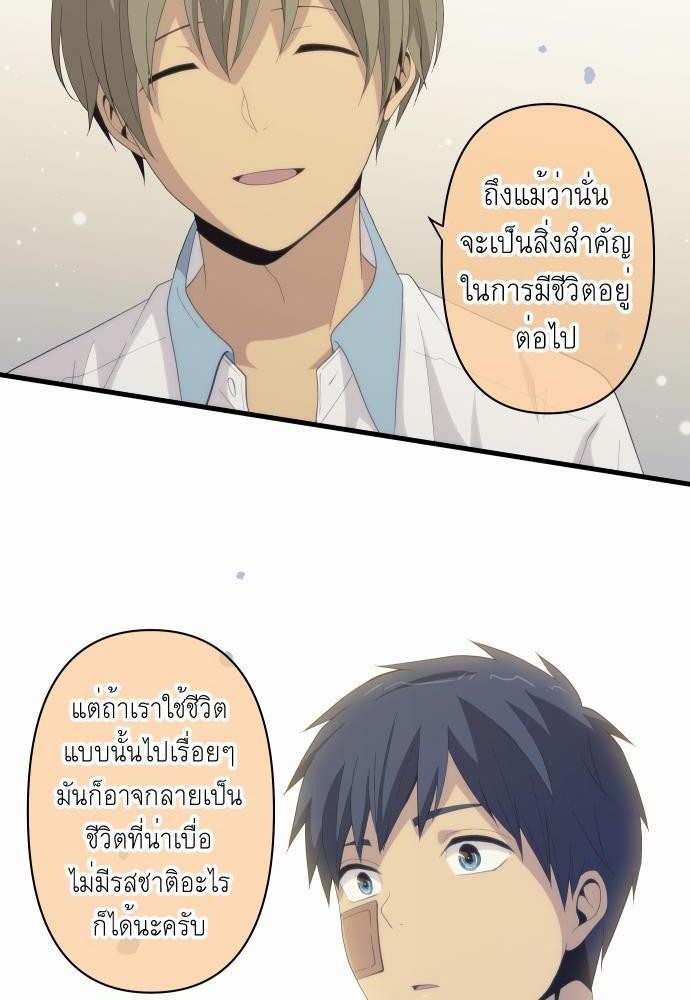 ถึงแม้ว่านั่น
จะเป็นสิ่งสำคัญ
ในการมีชีวิตอยู่
ต่อไป
แต่ถ้าเราใช้ชีวิต
แบบนั้นไปเรื่อยๆ
มันก็อาจกลายเป็น
ชีวิตที่น่าเบื่อ
ไม่มีรสชาติอะไร
ก็ได้นะครับ